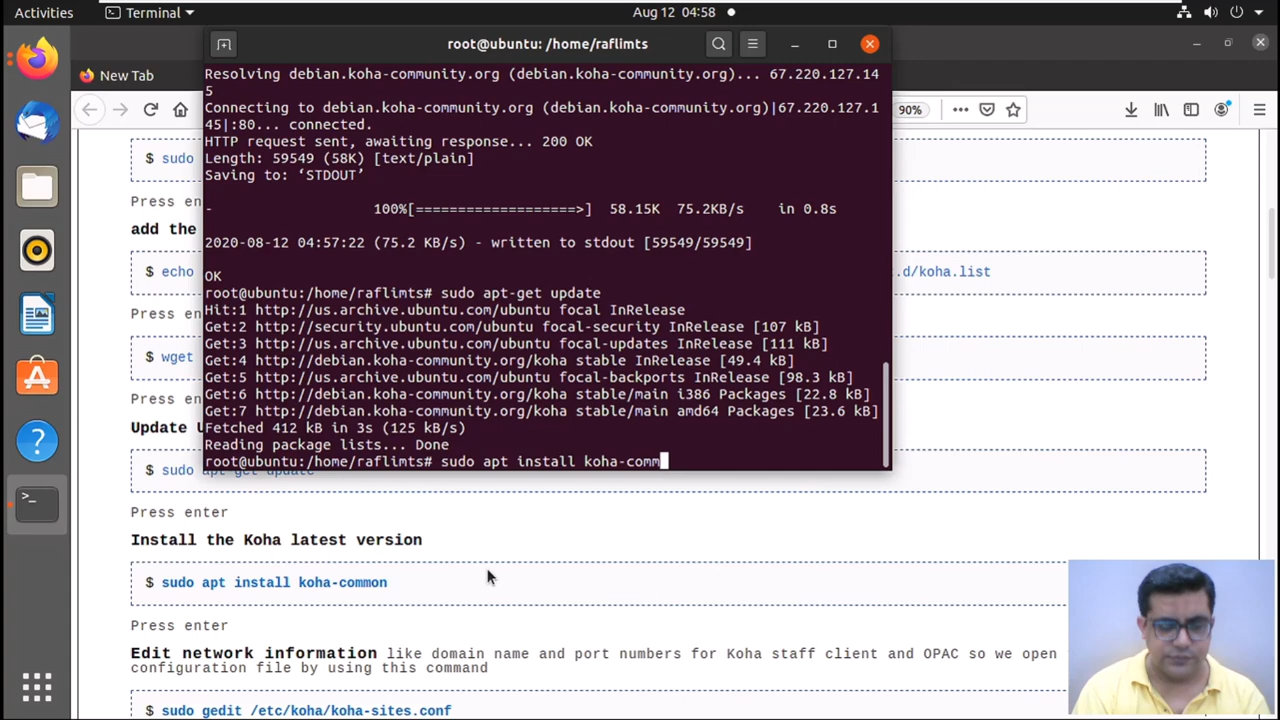 Activities
Terminal
Aug 12 04:58
root@ubuntu: /home/raflimts
New Tab
90%
Resolving debian.koha-community.org (debian.koha-community.org)... 67.220.127.14
5
Connecting to debian.koha-community.org (debian.koha-community.org)|67.220.127.1
45|:80... connected.
HTTP request sent, awaiting response... 200 OK
Length: 59549 (58K) [text/plain]
Saving to: ‘STDOUT’
- 100%[===================>] 58.15K 75.2KB/s in 0.8s
2020-08-12 04:57:22 (75.2 KB/s) - written to stdout [59549/59549]
OK
root@ubuntu:/home/raflimts# sudo apt-get update
Hit:1 http://us.archive.ubuntu.com/ubuntu focal InRelease
Get:2 http://security.ubuntu.com/ubuntu focal-security InRelease [107 kB]
Get:3 http://us.archive.ubuntu.com/ubuntu focal-updates InRelease [111 kB]
Get:4 http://debian.koha-community.org/koha stable InRelease [49.4 kB]
Get:5 http://us.archive.ubuntu.com/ubuntu focal-backports InRelease [98.3 kB]
Get:6 http://debian.koha-community.org/koha stable/main i386 Packages [22.8 kB]
Get:7 http://debian.koha-community.org/koha stable/main amd64 Packages [23.6 kB]
Fetched 412 kB in 3s (125 kB/s)
Reading package lists... Done
root@ubuntu:/home/raflimts# sudo apt install koha-comm
$ sudo
Press en
add the
$ echo .d/koha.list
Press en
$ wget
Press en
Update U
$ sudo apt-get update
Press enter
Install the Koha latest version
$ sudo apt install koha-common
Press enter
Edit network information like domain name and port numbers for Koha staff client and OPAC so we open
configuration file by using this command
$ sudo gedit /etc/koha/koha-sites.conf